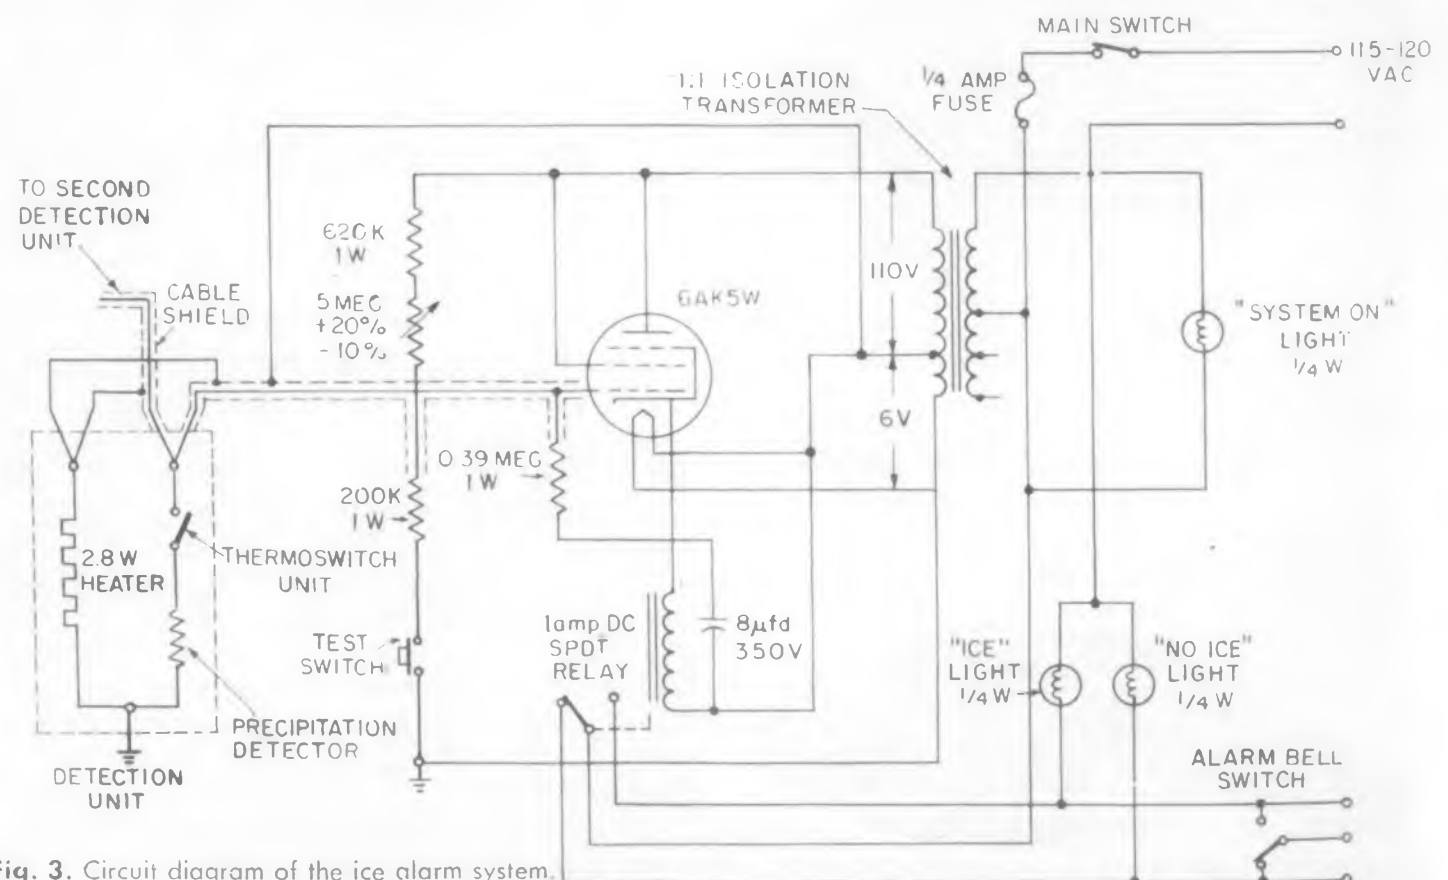 MAIN SWITCH
115-120
VAC
1:1 ISOLATION
TRANSFORMER
1/4 AMP
FUSE
TO SECOND
DETECTION
UNIT
CABLE
SHIELD
620K
1W
5 MEG
+20%
-10%
6AK5W
110V
6V
"SYSTEM ON"
LIGHT
1/4 W
0.39 MEG
1W
200K
1W
2.8W
HEATER
THERMOSWITCH
UNIT
TEST
SWITCH
1amp DC
SPDT
RELAY
8μfd
350V
"ICE"
LIGHT
1/4 W
"NO ICE"
LIGHT
1/4 W
PRECIPITATION
DETECTOR
DETECTION
UNIT
ALARM BELL
SWITCH
Fig. 3. Circuit diagram of the ice alarm system.